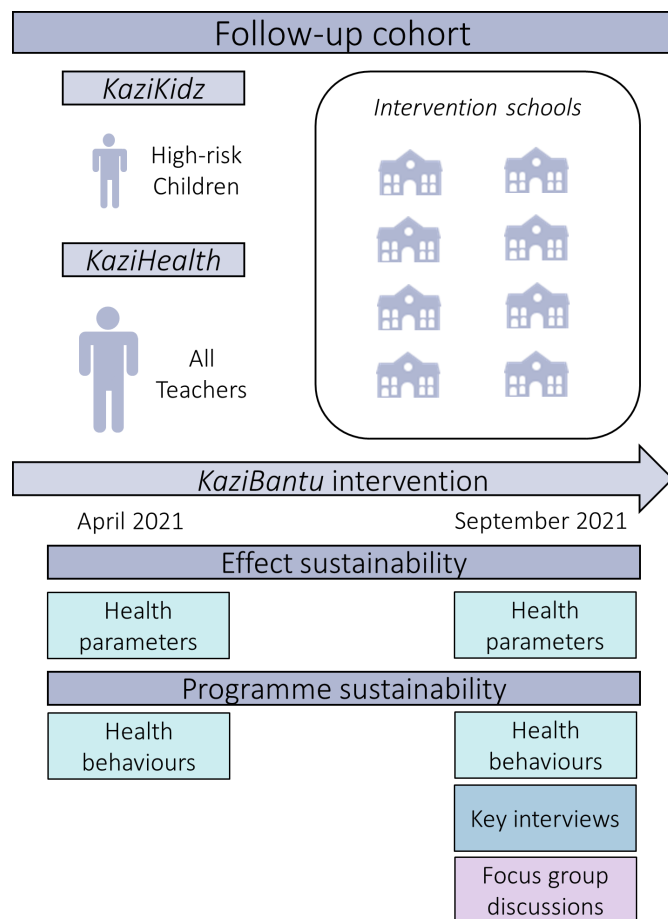 Follow-up cohort
KaziKidz
High-risk
Children
KaziHealth
All
Teachers
Intervention schools
KaziBantu intervention
April 2021
September 2021
Effect sustainability
Health
parameters
Health
parameters
Programme sustainability
Health
behaviours
Health
behaviours
Key interviews
Focus group
discussions